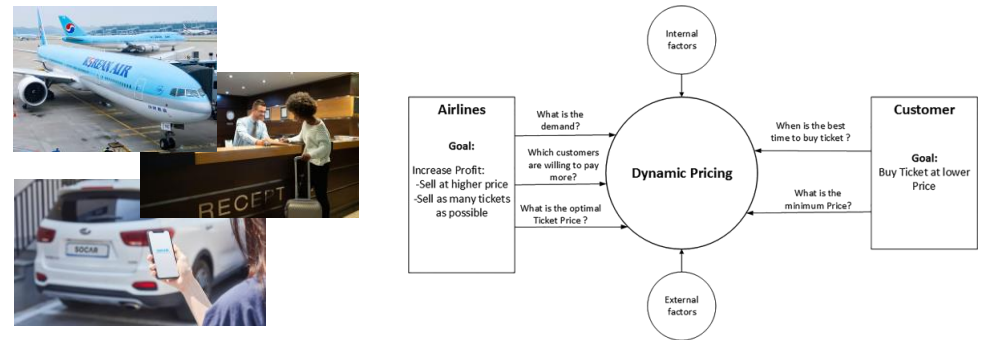 KOREAN AIR
RECEPT
SOCAR
Internal
factors
Airlines
Goal:
Increase Profit:
-Sell at higher price
-Sell as many tickets
as possible
What is the
demand?
Which customers
are willing to pay
more?
What is the optimal
Ticket Price ?
Dynamic Pricing
When is the best
time to buy ticket ?
What is the
minimum Price?
Customer
Goal:
Buy Ticket at lower
Price
External
factors